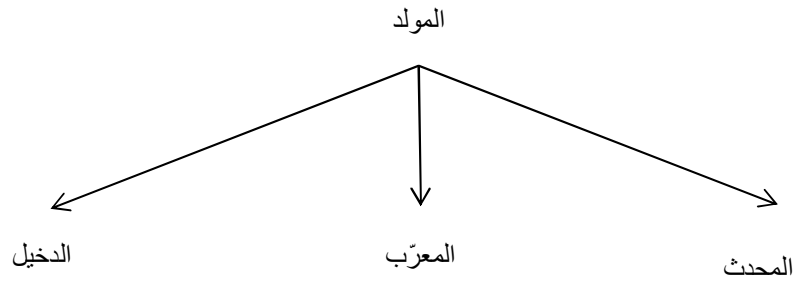 المولد
المحدث
المعرّب
الدخيل